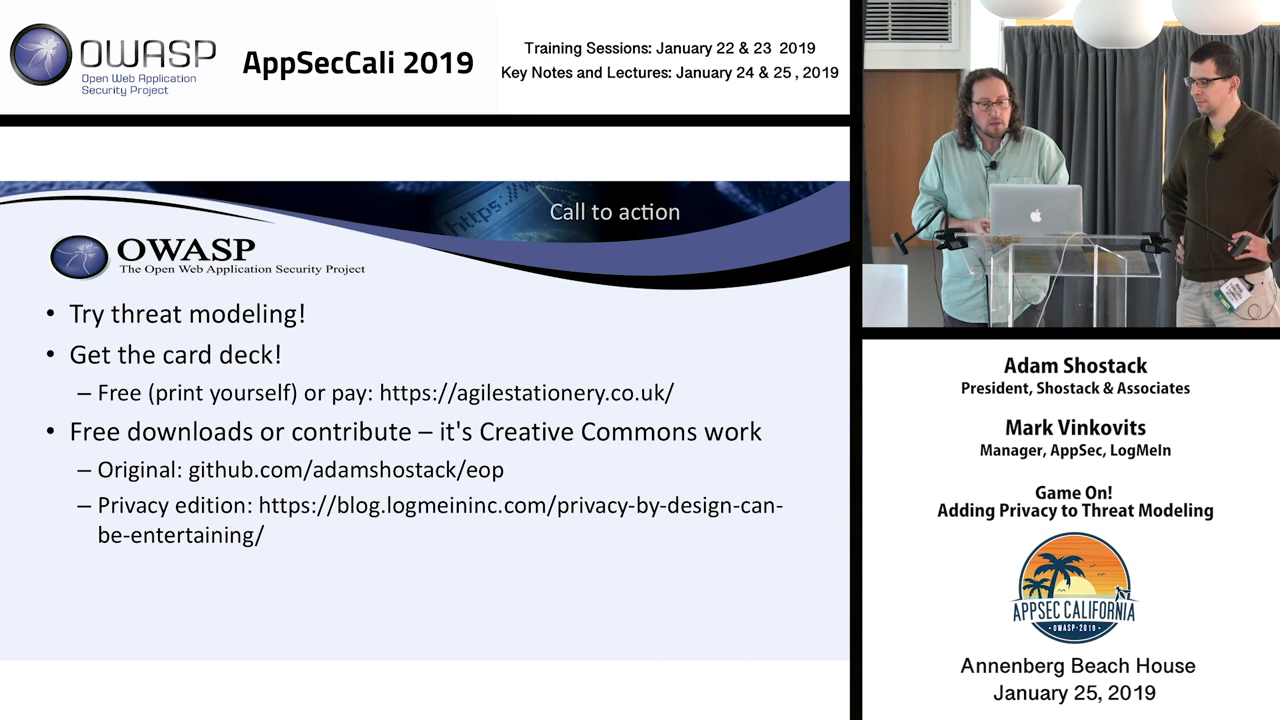 OWASP
Open Web Application
Security Project
AppSecCali 2019
Training Sessions: January 22 & 23 2019
Key Notes and Lectures: January 24 & 25 , 2019
https://
Call to action
OWASP
The Open Web Application Security Project
• Try threat modeling!
• Get the card deck!
– Free (print yourself) or pay: https://agilestationery.co.uk/
• Free downloads or contribute – it's Creative Commons work
– Original: github.com/adamshostack/eop
– Privacy edition: https://blog.logmeininc.com/privacy-by-design-can-
be-entertaining/
Adam Shostack
President, Shostack & Associates
Mark Vinkovits
Manager, AppSec, LogMeIn
Game On!
Adding Privacy to Threat Modeling
APPSEC CALIFORNIA
• OWASP-2019 •
Annenberg Beach House
January 25, 2019